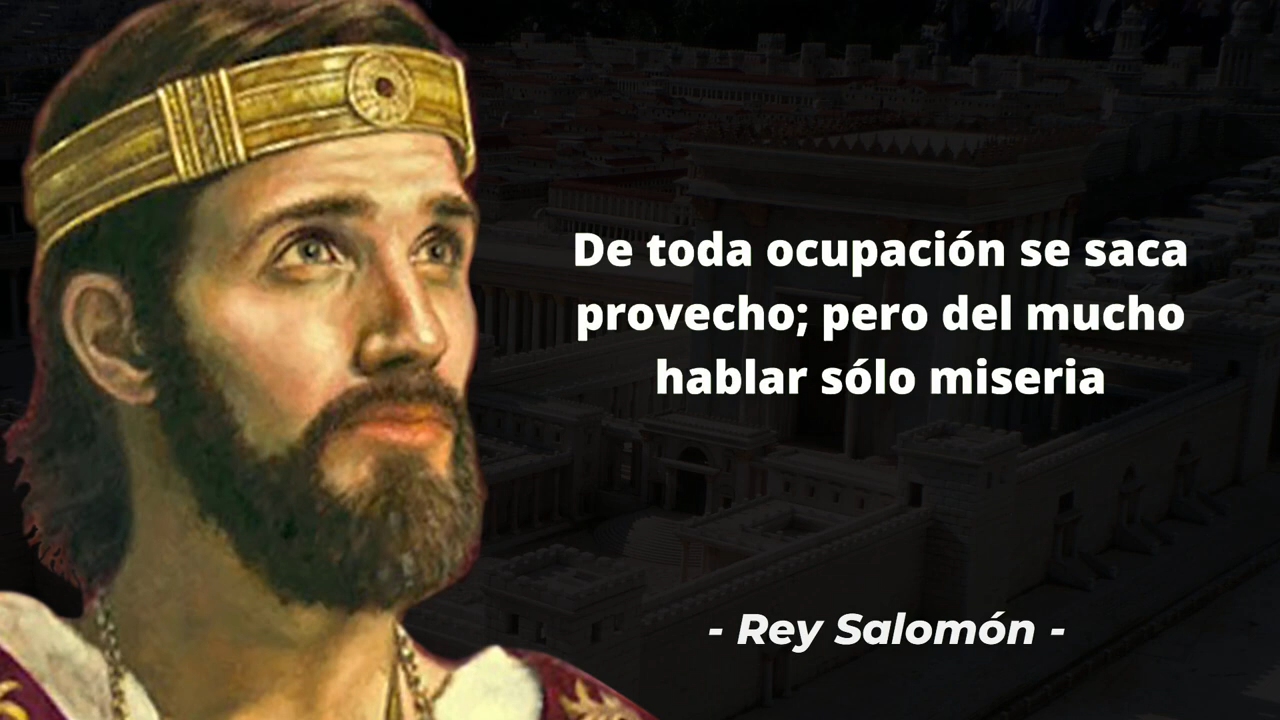 De toda ocupación se saca
provecho; pero del mucho
hablar sólo miseria
- Rey Salomón -